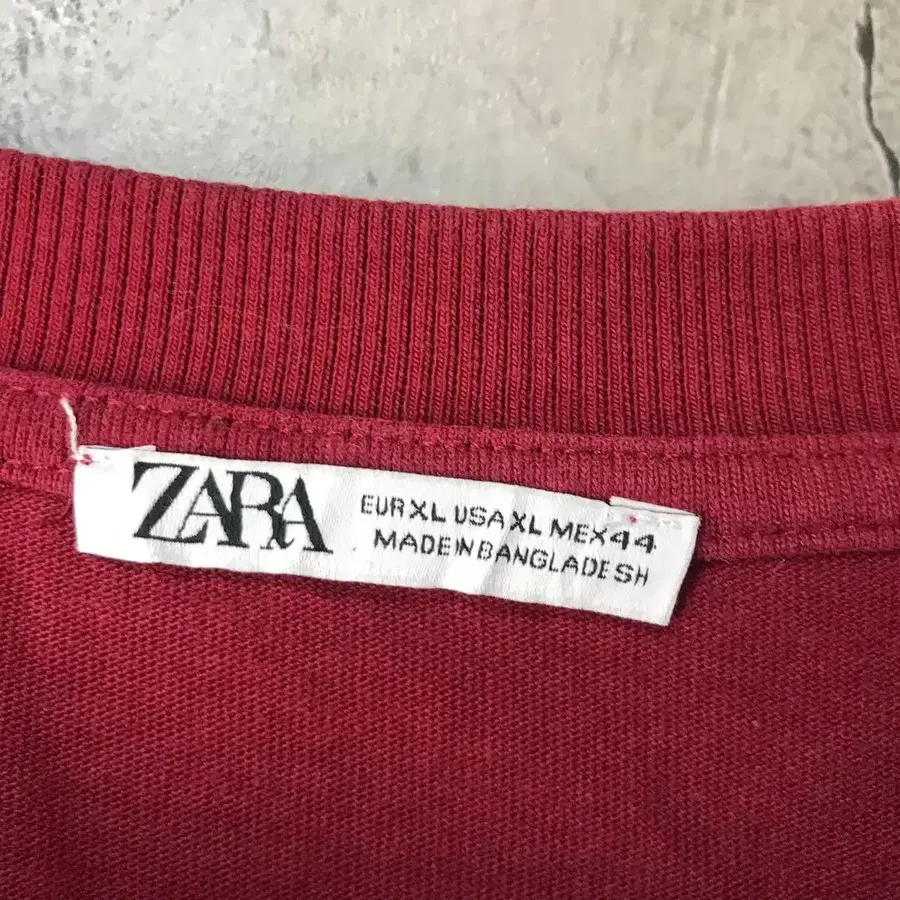 ZARA
EUR XL USA XL MEX 44
MADE IN BANGLADESH